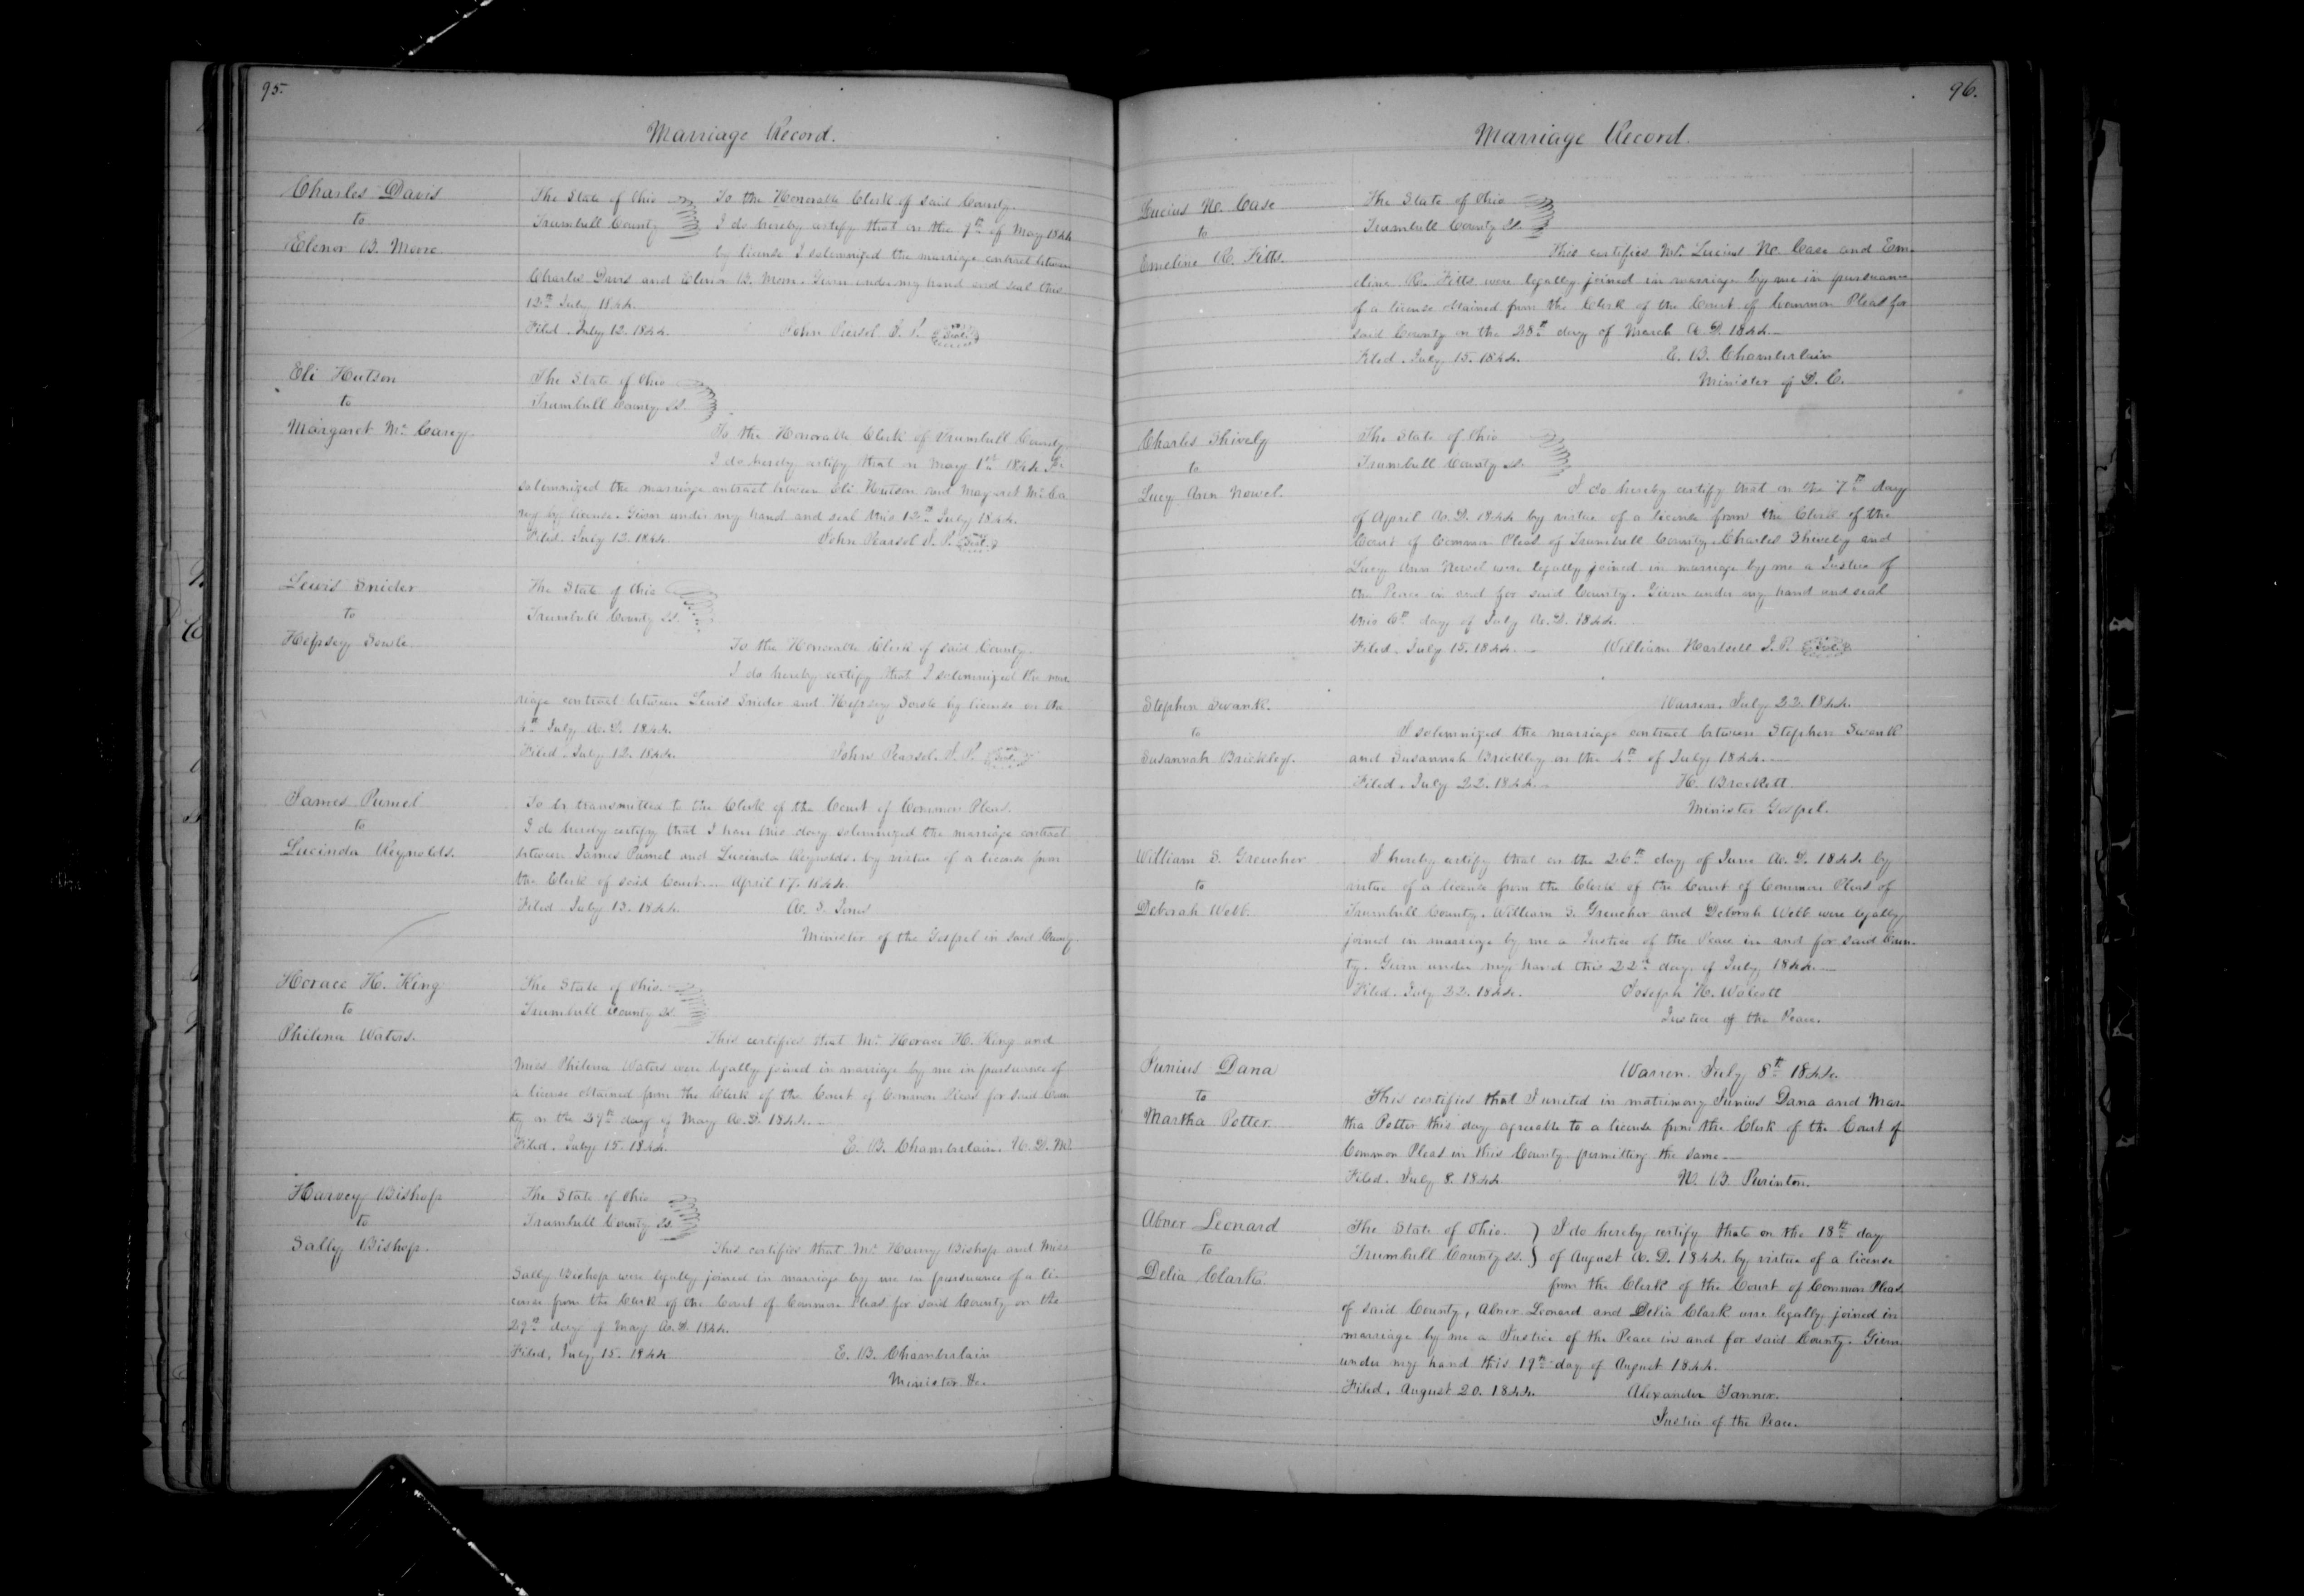 95.
Marriage Record.
Charles Davis
to
Elenor B. Moore
The State of Ohio
Trumbull County
To the Honorable Clerk of said County.
I do hereby certify that on the 7th of May 1844
by license I solemnized the marriage contract between
Charles Davis and Elenor B. Moore. Given under my hand and seal this
12th July 1844.
Filed. July 12. 1844. John Pearsol J. P. Seal
Eli Hutson
to
Margaret Mc Carey.
The State of Ohio
Trumbull County ss.
To the Honorable Clerk of Trumbull County
I do hereby certify that on May 1st 1844 I
solemnized the marriage contract between Eli Hutson and Margaret Mc Ca
rey by license. Given under my hand and seal this 12th July 1844.
Filed. July 12. 1844. John Pearsol J. P. Seal
Lewis Snider
to
Hepsey Sowle
The State of Ohio
Trumbull County ss.
To the Honorable Clerk of said County
I do hereby certify that I solemnized the mar
riage contract between Lewis Snider and Hepsey Sowle by license on the
4th July A. D. 1844.
Filed. July 12. 1844. John Pearsol. J. P. Seal
James Pumel
to
Lucinda Reynolds.
To be transmitted to the Clerk of the Court of Common Pleas.
I do hereby certify that I have this day solemnized the marriage contract
between James Pumel and Lucinda Reynolds. by virtue of a license from
the Clerk of said Court. April 17. 1844.
Filed July 13. 1844. A. S. Jones
Minister of the Gospel in said County.
Horace H. King
to
Philena Waters.
The State of Ohio.
Trumbull County ss.
This certifies that Mr. Horace H. King and
Miss Philena Waters were legally joined in marriage by me in pursuance of
a license obtained from the Clerk of the Court of Common Pleas for said Coun
ty on the 27th day of May A. D. 1844.
Filed. July 15. 1844. E. B. Chamberlain. V. D. M.
Harvey Bishop
to
Sally Bishop.
The State of Ohio
Trumbull County ss.
This certifies that Mr. Harvey Bishop and Miss
Sally Bishop were legally joined in marriage by me in pursuance of a li-
cense from the Clerk of the Court of Common Pleas for said County on the
29th day of May A. D. 1844.
Filed, July 15. 1844 E. B. Chamberlain
Minister &c.
96.
Marriage Record.
Lucius N. Case
to
Emeline R. Fitts.
The State of Ohio
Trumbull County ss.
This certifies Mr. Lucius N. Case and Em-
eline R. Fitts were legally joined in marriage by me in pursuance
of a license obtained from the Clerk of the Court of Common Pleas for
said County on the 28th day of March A. D. 1844.
Filed. July 15. 1844. E. B. Chamberlain
Minister of D. C.
Charles Shively
to
Lucy Ann Nowel.
The State of Ohio
Trumbull County ss.
I do hereby certify that on the 7th day
of April A. D. 1844 by virtue of a license from the Clerk of the
Court of Common Pleas of Trumbull County. Charles Shively and
Lucy Ann Nowel were legally joined in marriage by me a Justice of
the Peace in and for said County. Given under my hand and seal
this 6th day of July A. D. 1844.
Filed. July 15. 1844. William Hartsell J. P. Seal
Stephen Swank.
to
Susannah Brickley.
Warren. July 22. 1844.
I solemnized the marriage contract between Stephen Swank
and Susannah Brickley on the 4th of July 1844.
Filed. July 22. 1844. H. Brockett
Minister Gospel.
William S. Greucher
to
Deborah Webb.
I hereby certify that on the 26th day of June A. D. 1844 by
virtue of a license from the Clerk of the Court of Common Pleas of
Trumbull County. William S. Greucher and Deborah Webb were legally
joined in marriage by me a Justice of the Peace in and for said Coun-
ty. Given under my hand this 22d day of July 1844.
Filed. July 22. 1844. Joseph H. Wolcott
Justice of the Peace.
Junius Dana
to
Martha Potter
Warren. July 8th 1844.
This certifies that I united in matrimony Junius Dana and Mar-
tha Potter this day agreeable to a license from the Clerk of the Court of
Common Pleas in this County permitting the same
Filed. July 8. 1844 N. B. Purinton.
Abner Leonard
to
Delia Clark.
The State of Ohio. } I do hereby certify that on the 18th day
Trumbull County ss. } of August A. D. 1844 by virtue of a license
from the Clerk of the Court of Common Pleas
of said County, Abner Leonard and Delia Clark were legally joined in
marriage by me a Justice of the Peace in and for said County. Given
under my hand this 19th day of August 1844.
Filed. August 20. 1844. Alexander Tanner.
Justice of the Peace.